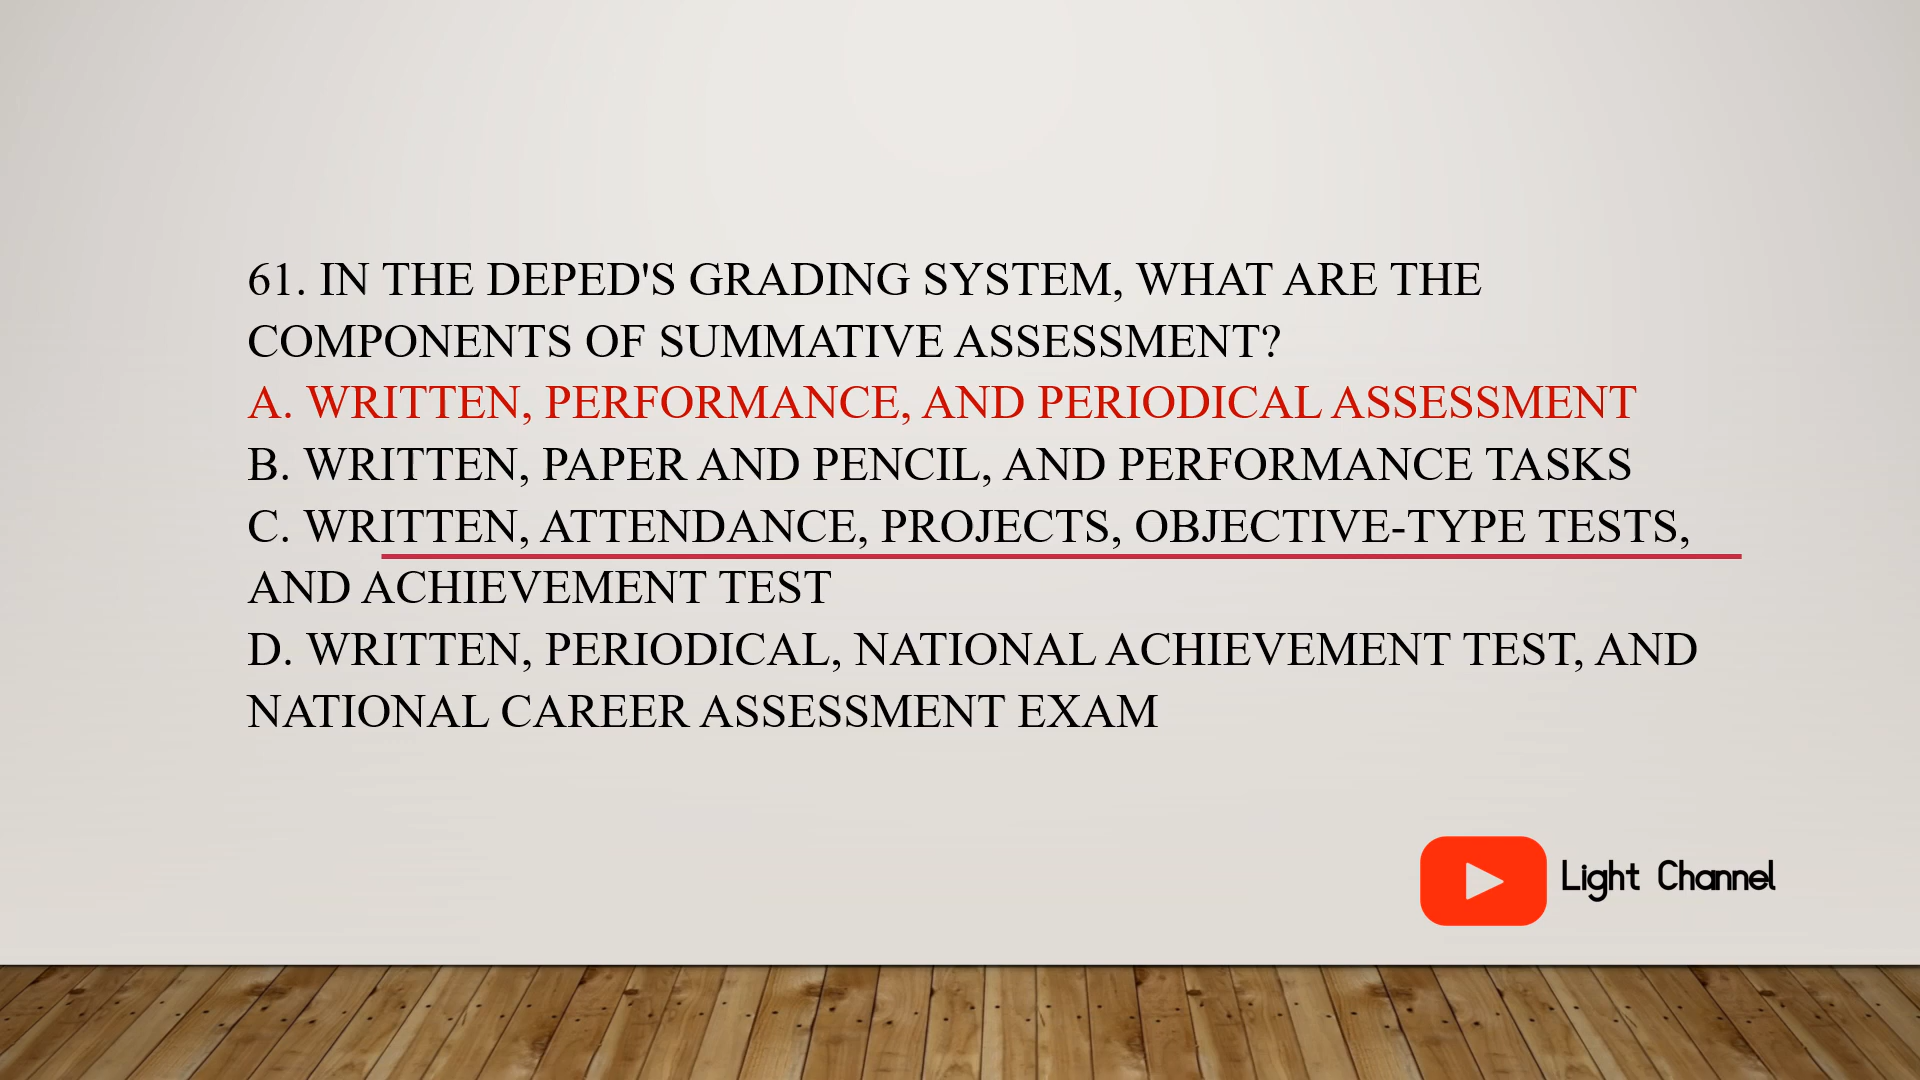 61. IN THE DEPED'S GRADING SYSTEM, WHAT ARE THE
COMPONENTS OF SUMMATIVE ASSESSMENT?
A. WRITTEN, PERFORMANCE, AND PERIODICAL ASSESSMENT
B. WRITTEN, PAPER AND PENCIL, AND PERFORMANCE TASKS
C. WRITTEN, ATTENDANCE, PROJECTS, OBJECTIVE-TYPE TESTS,
AND ACHIEVEMENT TEST
D. WRITTEN, PERIODICAL, NATIONAL ACHIEVEMENT TEST, AND
NATIONAL CAREER ASSESSMENT EXAM
Light Channel